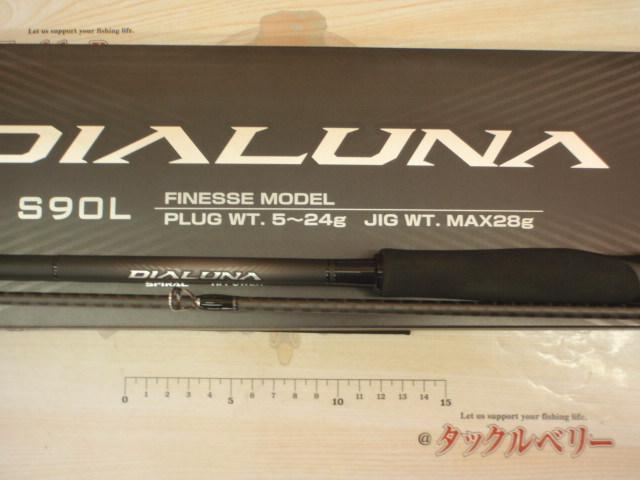 Let us support your fishing life.
DIALUNA
S90L
FINESSE MODEL
PLUG WT. 5～24g JIG WT. MAX28g
DIALUNA
SPIRAL
0 1 2 3 4 5 6 7 8 9 10 11 12 13 14 15
Let us support your fishing life.
@ タックルベリー